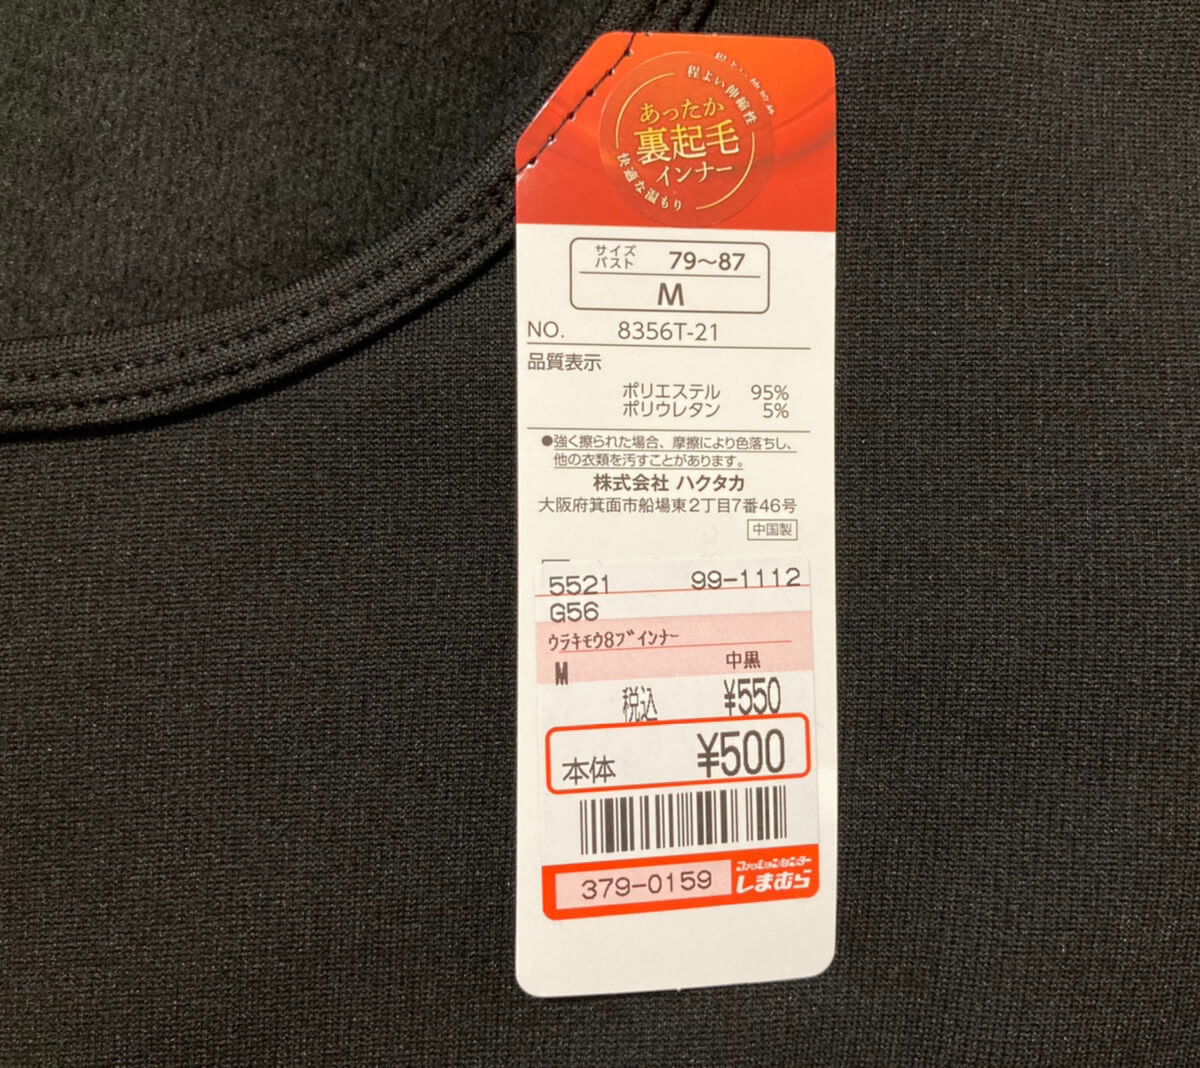 程よい伸縮性
あったか
裏起毛
インナー
快適な温もり
サイズ
バスト 79~87
M
NO. 8356T-21
品質表示
ポリエステル 95%
ポリウレタン 5%
●強く擦られた場合、摩擦により色落ちし、
他の衣類を汚すことがあります。
株式会社 ハクタカ
大阪府箕面市船場東2丁目7番46号
中国製
5521 99-1112
G56
ウラキモウ8ブインナー
M 中黒
税込 ¥550
本体 ¥500
379-0159
ファッションセンター
しまむら